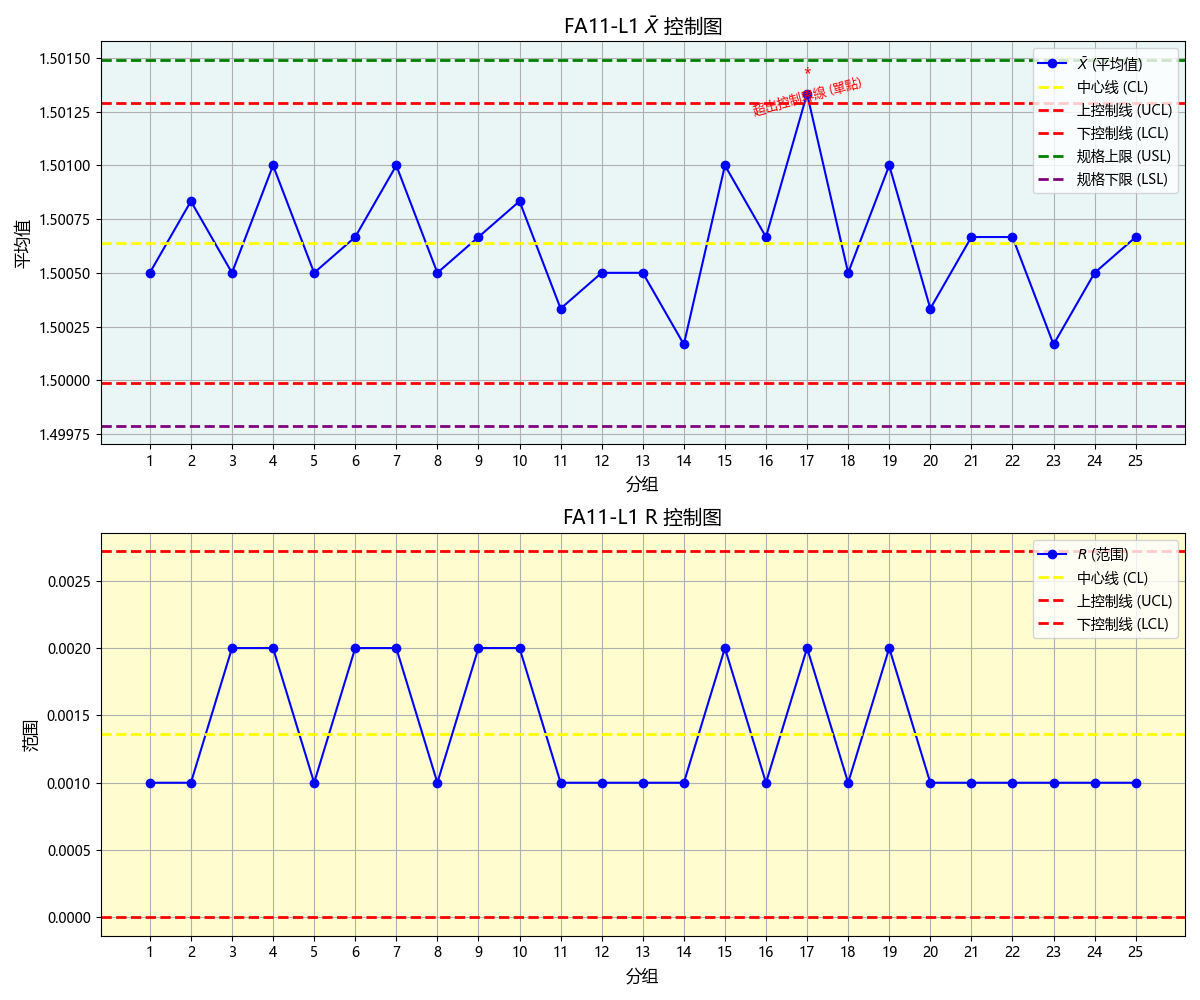 FA11-L1 X̄ 控制图
平均值
1.50150
1.50125
1.50100
1.50075
1.50050
1.50025
1.50000
1.49975
*
超出控制界線 (單點)
X̄ (平均值)
中心线 (CL)
上控制线 (UCL)
下控制线 (LCL)
规格上限 (USL)
规格下限 (LSL)
1 2 3 4 5 6 7 8 9 10 11 12 13 14 15 16 17 18 19 20 21 22 23 24 25
分组
FA11-L1 R 控制图
范围
0.0025
0.0020
0.0015
0.0010
0.0005
0.0000
R (范围)
中心线 (CL)
上控制线 (UCL)
下控制线 (LCL)
1 2 3 4 5 6 7 8 9 10 11 12 13 14 15 16 17 18 19 20 21 22 23 24 25
分组